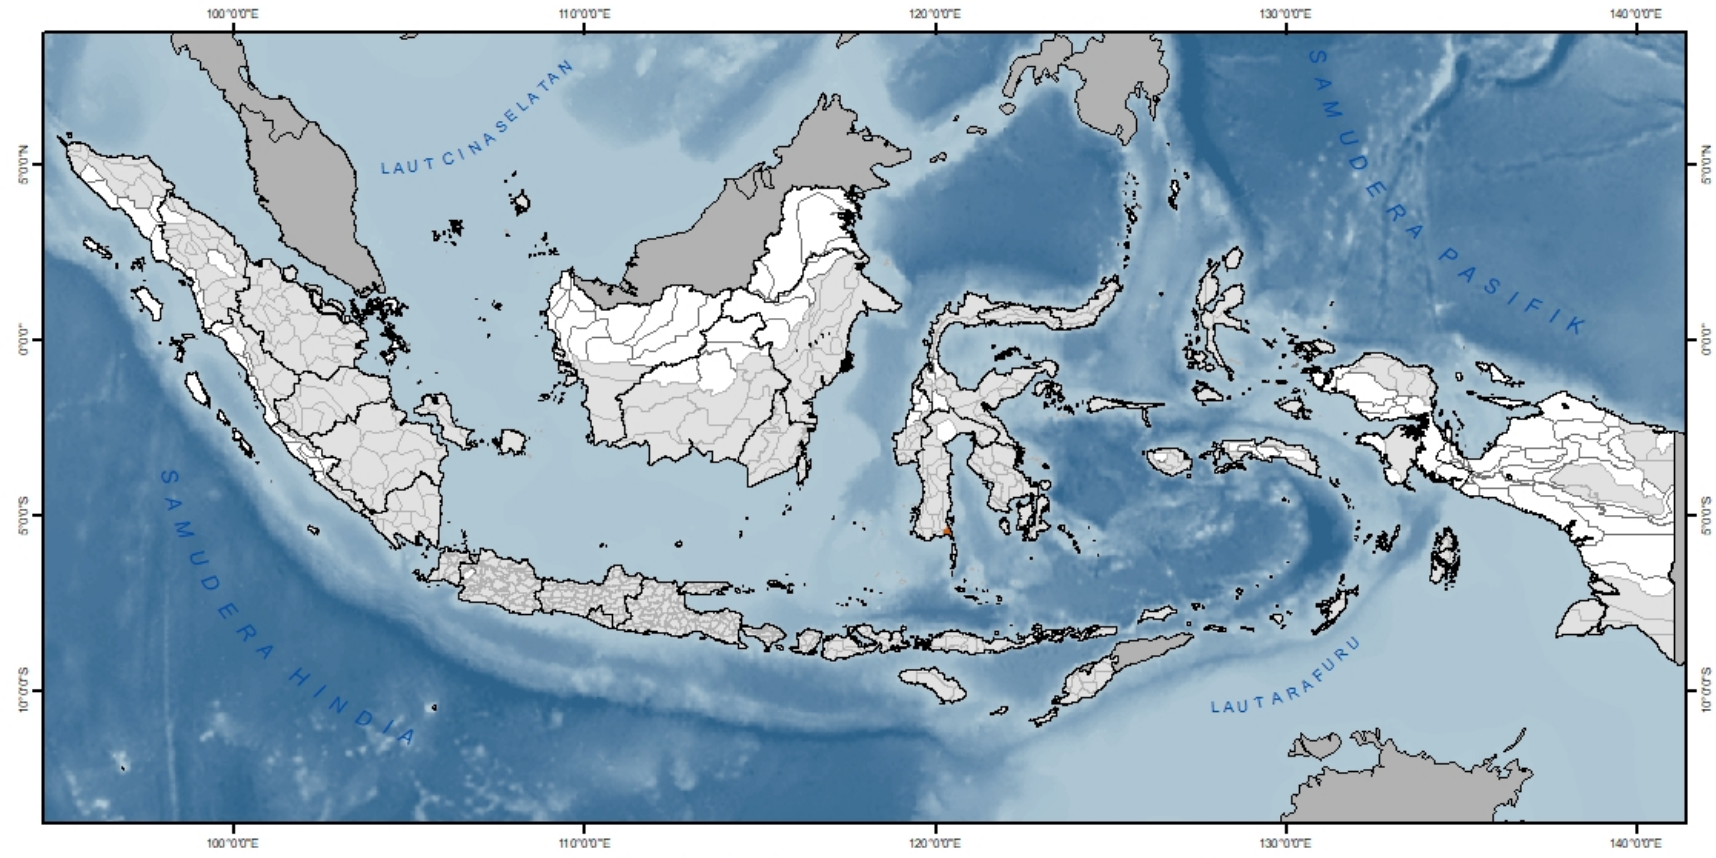 100°0'0"E 110°0'0"E 120°0'0"E 130°0'0"E 140°0'0"E
LAUT CINA SELATAN
SAMUDERA PASIFIK
5°0'0"N 5°0'0"N
0°0'0" 0°0'0"
5°0'0"S 5°0'0"S
SAMUDERA HINDIA
LAUT ARAFURU
10°0'0"S 10°0'0"S
100°0'0"E 110°0'0"E 120°0'0"E 130°0'0"E 140°0'0"E